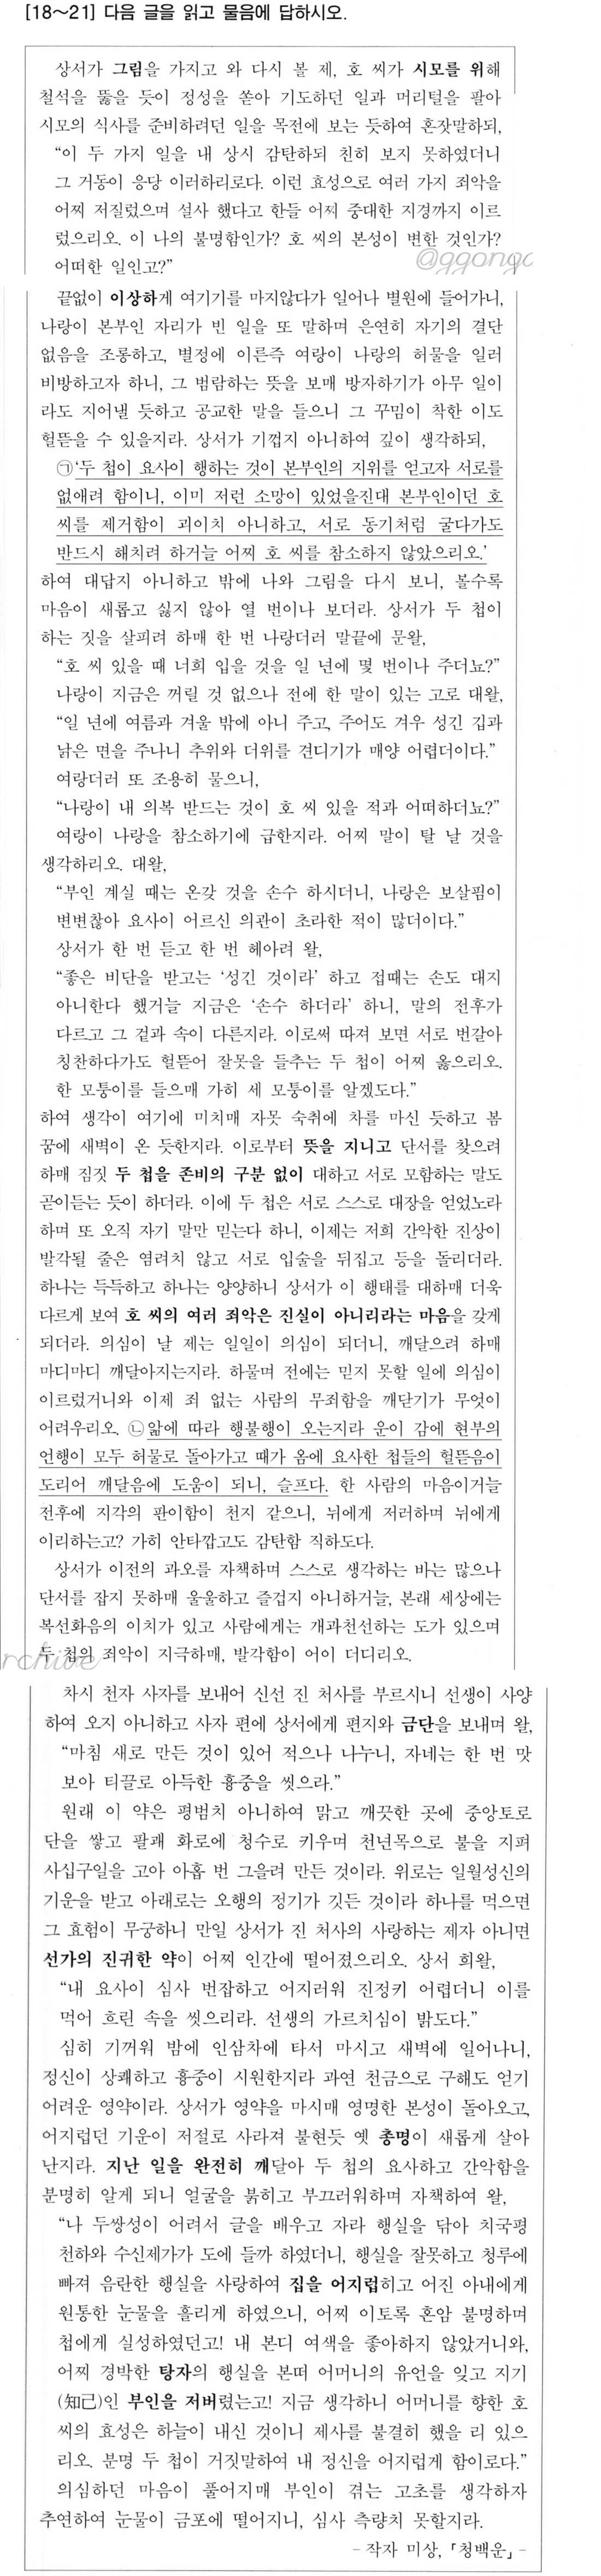 [18～21] 다음 글을 읽고 물음에 답하시오.
상서가 그림을 가지고 와 다시 볼 제, 호 씨가 시모를 위해
철석을 뚫을 듯이 정성을 쏟아 기도하던 일과 머리털을 팔아
시모의 식사를 준비하려던 일을 목전에 보는 듯하여 혼잣말하되,
“이 두 가지 일을 내 상시 감탄하되 친히 보지 못하였더니
그 거동이 응당 이러하리로다. 이런 효성으로 여러 가지 죄악을
어찌 저질렀으며 설사 했다고 한들 어찌 중대한 지경까지 이르
렀으리오. 이 나의 불명함인가? 호 씨의 본성이 변한 것인가?
어떠한 일인고?”
@ggongc
끝없이 이상하게 여기기를 마지않다가 일어나 별원에 들어가니,
나랑이 본부인 자리가 빈 일을 또 말하며 은연히 자기의 결단
없음을 조롱하고, 별정에 이른즉 여랑이 나랑의 허물을 일러
비방하고자 하니, 그 범람하는 뜻을 보매 방자하기가 아무 일이
라도 지어낼 듯하고 공교한 말을 들으니 그 꾸밈이 착한 이도
헐뜯을 수 있을지라. 상서가 기껍지 아니하여 깊이 생각하되,
㉠‘두 첩이 요사이 행하는 것이 본부인의 지위를 얻고자 서로를
없애려 함이니, 이미 저런 소망이 있었을진대 본부인이던 호
씨를 제거함이 괴이치 아니하고, 서로 동기처럼 굴다가도
반드시 해치려 하거늘 어찌 호 씨를 참소하지 않았으리오.’
하여 대답지 아니하고 밖에 나와 그림을 다시 보니, 볼수록
마음이 새롭고 싫지 않아 열 번이나 보더라. 상서가 두 첩이
하는 짓을 살피려 하매 한 번 나랑더러 말끝에 문왈,
“호 씨 있을 때 너희 입을 것을 일 년에 몇 번이나 주더뇨?”
나랑이 지금은 꺼릴 것 없으나 전에 한 말이 있는 고로 대왈,
“일 년에 여름과 겨울 밖에 아니 주고, 주어도 겨우 성긴 깁과
낡은 면을 주나니 추위와 더위를 견디기가 매양 어렵더이다.”
여랑더러 또 조용히 물으니,
“나랑이 내 의복 받드는 것이 호 씨 있을 적과 어떠하더뇨?”
여랑이 나랑을 참소하기에 급한지라. 어찌 말이 탈 날 것을
생각하리오. 대왈,
“부인 계실 때는 온갖 것을 손수 하시더니, 나랑은 보살핌이
변변찮아 요사이 어르신 의관이 초라한 적이 많더이다.”
상서가 한 번 듣고 한 번 헤아려 왈,
“좋은 비단을 받고는 ‘성긴 것이라’ 하고 접때는 손도 대지
아니한다 했거늘 지금은 ‘손수 하더라’ 하니, 말의 전후가
다르고 그 겉과 속이 다른지라. 이로써 따져 보면 서로 번갈아
칭찬하다가도 헐뜯어 잘못을 들추는 두 첩이 어찌 옳으리오.
한 모퉁이를 들으매 가히 세 모퉁이를 알겠도다.”
하여 생각이 여기에 미치매 자못 숙취에 차를 마신 듯하고 봄
꿈에 새벽이 온 듯한지라. 이로부터 뜻을 지니고 단서를 찾으려
하매 짐짓 두 첩을 존비의 구분 없이 대하고 서로 모함하는 말도
곧이듣는 듯이 하더라. 이에 두 첩은 서로 스스로 대장을 얻었노라
하며 또 오직 자기 말만 믿는다 하니, 이제는 저희 간악한 진상이
발각될 줄은 염려치 않고 서로 입술을 뒤집고 등을 돌리더라.
하나는 득득하고 하나는 양양하니 상서가 이 행태를 대하매 더욱
다르게 보여 호 씨의 여러 죄악은 진실이 아니리라는 마음을 갖게
되더라. 의심이 날 제는 일일이 의심이 되더니, 깨달으려 하매
마디마디 깨달아지는지라. 하물며 전에는 믿지 못할 일에 의심이
이르렀거니와 이제 죄 없는 사람의 무죄함을 깨닫기가 무엇이
어려우리오. ㉡앎에 따라 행불행이 오는지라 운이 감에 현부의
언행이 모두 허물로 돌아가고 때가 옴에 요사한 첩들의 헐뜯음이
도리어 깨달음에 도움이 되니, 슬프다. 한 사람의 마음이거늘
전후에 지각의 판이함이 천지 같으니, 뉘에게 저러하며 뉘에게
이리하는고? 가히 안타깝고도 감탄함 직하도다.
상서가 이전의 과오를 자책하며 스스로 생각하는 바는 많으나
단서를 잡지 못하매 울울하고 즐겁지 아니하거늘, 본래 세상에는
복선화음의 이치가 있고 사람에게는 개과천선하는 도가 있으며
두 첩의 죄악이 지극하매, 발각함이 어이 더디리오.
rchive
차시 천자 사자를 보내어 신선 진 처사를 부르시니 선생이 사양
하여 오지 아니하고 사자 편에 상서에게 편지와 금단을 보내며 왈,
“마침 새로 만든 것이 있어 적으나 나누니, 자네는 한 번 맛
보아 티끌로 아득한 흉중을 씻으라.”
원래 이 약은 평범치 아니하여 맑고 깨끗한 곳에 중앙토로
단을 쌓고 팔괘 화로에 청수로 키우며 천년목으로 불을 지펴
사십구일을 고아 아홉 번 그을려 만든 것이라. 위로는 일월성신의
기운을 받고 아래로는 오행의 정기가 깃든 것이라 하나를 먹으면
그 효험이 무궁하니 만일 상서가 진 처사의 사랑하는 제자 아니면
선가의 진귀한 약이 어찌 인간에 떨어졌으리오. 상서 희왈,
“내 요사이 심사 번잡하고 어지러워 진정키 어렵더니 이를
먹어 흐린 속을 씻으리라. 선생의 가르치심이 밝도다.”
심히 기꺼워 밤에 인삼차에 타서 마시고 새벽에 일어나니,
정신이 상쾌하고 흉중이 시원한지라 과연 천금으로 구해도 얻기
어려운 영약이라. 상서가 영약을 마시매 영명한 본성이 돌아오고,
어지럽던 기운이 저절로 사라져 불현듯 옛 총명이 새롭게 살아
난지라. 지난 일을 완전히 깨달아 두 첩의 요사하고 간악함을
분명히 알게 되니 얼굴을 붉히고 부끄러워하며 자책하여 왈,
“나 두쌍성이 어려서 글을 배우고 자라 행실을 닦아 치국평
천하와 수신제가가 도에 들까 하였더니, 행실을 잘못하고 청루에
빠져 음란한 행실을 사랑하여 집을 어지럽히고 어진 아내에게
원통한 눈물을 흘리게 하였으니, 어찌 이토록 혼암 불명하며
첩에게 실성하였던고! 내 본디 여색을 좋아하지 않았거니와,
어찌 경박한 탕자의 행실을 본떠 어머니의 유언을 잊고 지기
(知己)인 부인을 저버렸는고! 지금 생각하니 어머니를 향한 호
씨의 효성은 하늘이 내신 것이니 제사를 불결히 했을 리 있으
리오. 분명 두 첩이 거짓말하여 내 정신을 어지럽게 함이로다.”
의심하던 마음이 풀어지매 부인이 겪는 고초를 생각하자
추연하여 눈물이 금포에 떨어지니, 심사 측량치 못할지라.
- 작자 미상, 「청백운」 -